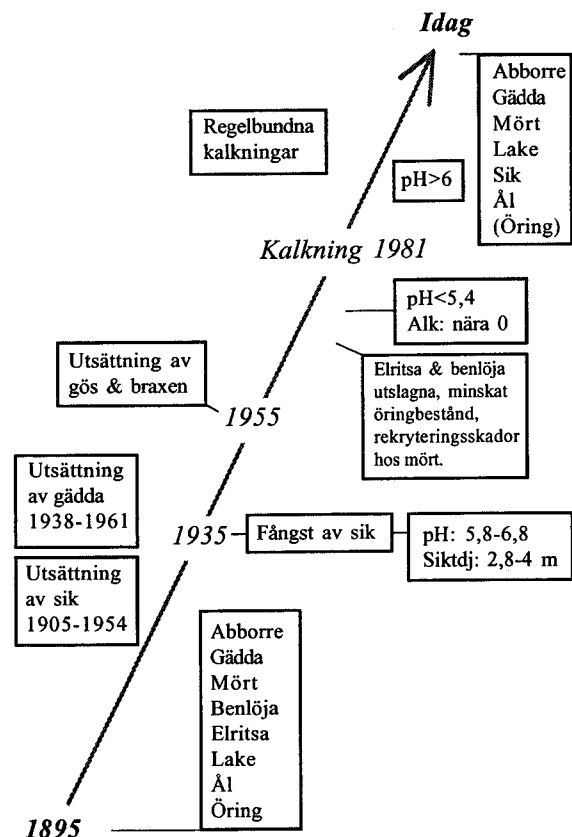 Idag
Abborre
Gädda
Mört
Lake
Sik
Ål
(Öring)
Regelbundna
kalkningar
pH>6
Kalkning 1981
pH<5,4
Alk: nära 0
Utsättning av
gös & braxen
Elritsa & benlöja
utslagna, minskat
öringbestånd,
rekryteringsskador
hos mört.
1955
Utsättning
av gädda
1938-1961
1935
Fångst av sik
pH: 5,8-6,8
Siktdj: 2,8-4 m
Utsättning
av sik
1905-1954
Abborre
Gädda
Mört
Benlöja
Elritsa
Lake
Ål
Öring
1895